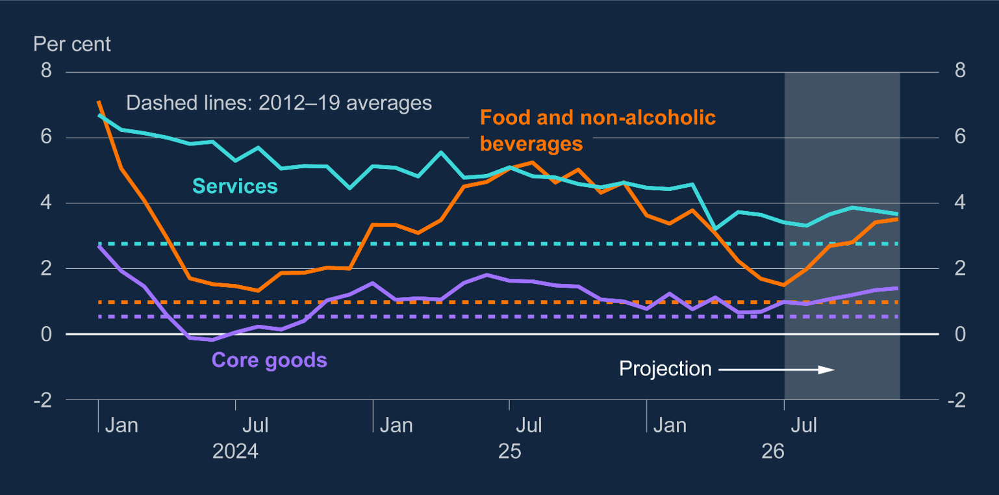 Per cent
8
8
Dashed lines: 2012–19 averages
Food and non-alcoholic
beverages
6
6
Services
4
4
2
2
0
0
Core goods
Projection
-2
-2
Jan
Jul
Jan
Jul
Jan
Jul
2024
25
26